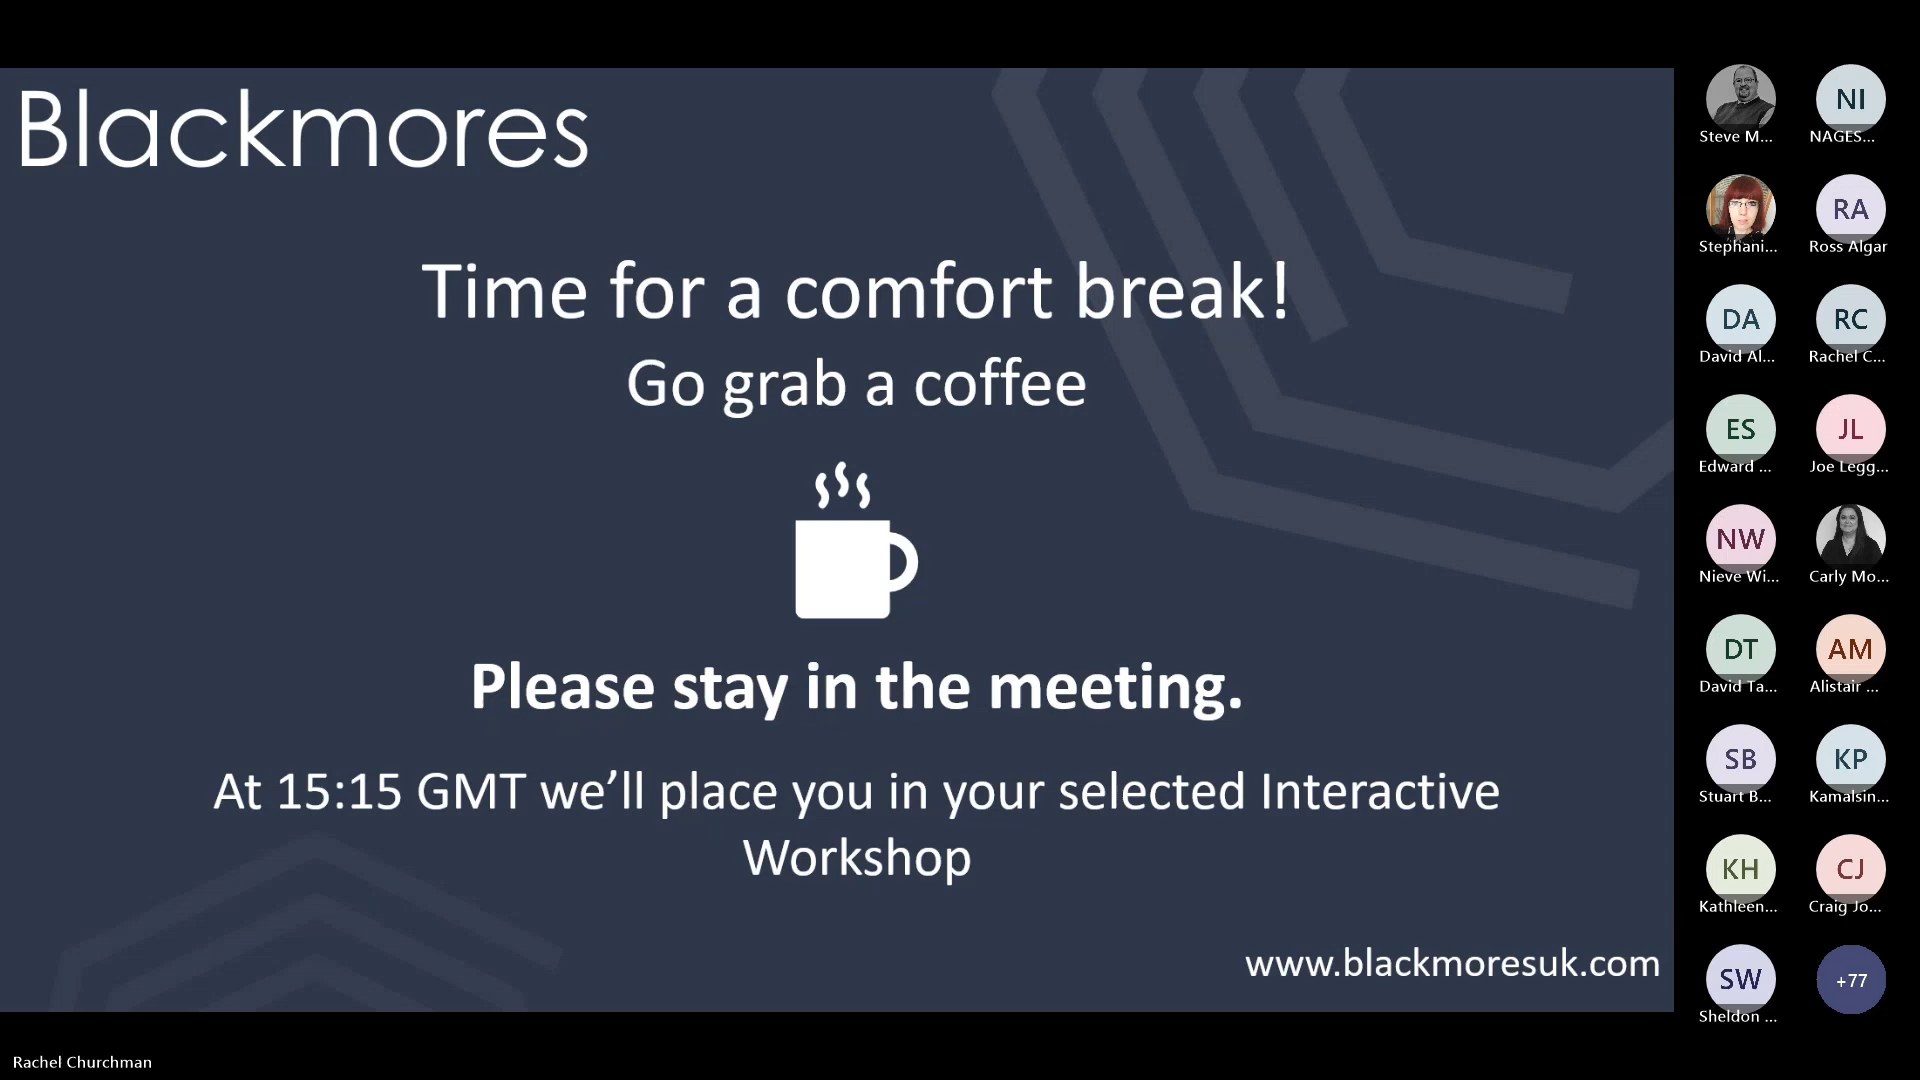 Blackmores
Time for a comfort break!
Go grab a coffee
Please stay in the meeting.
At 15:15 GMT we’ll place you in your selected Interactive
Workshop
www.blackmoresuk.com
Rachel Churchman
Steve M...
NI
NAGES...
Stephani...
RA
Ross Algar
DA
David Al...
RC
Rachel C...
ES
Edward ...
JL
Joe Legg...
NW
Nieve Wi...
Carly Mo...
DT
David Ta...
AM
Alistair ...
SB
Stuart B...
KP
Kamalsin...
KH
Kathleen...
CJ
Craig Jo...
SW
Sheldon ...
+77